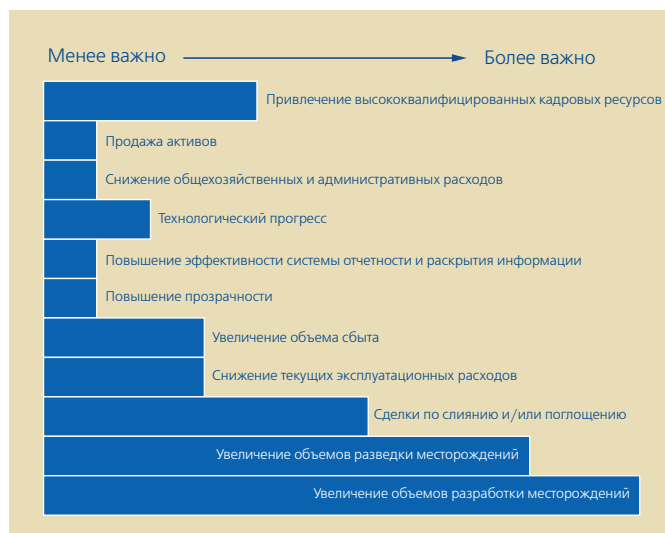 Менее важно
Более важно
Привлечение высококвалифицированных кадровых ресурсов
Продажа активов
Снижение общехозяйственных и административных расходов
Технологический прогресс
Повышение эффективности системы отчетности и раскрытия информации
Повышение прозрачности
Увеличение объема сбыта
Снижение текущих эксплуатационных расходов
Сделки по слиянию и/или поглощению
Увеличение объемов разведки месторождений
Увеличение объемов разработки месторождений